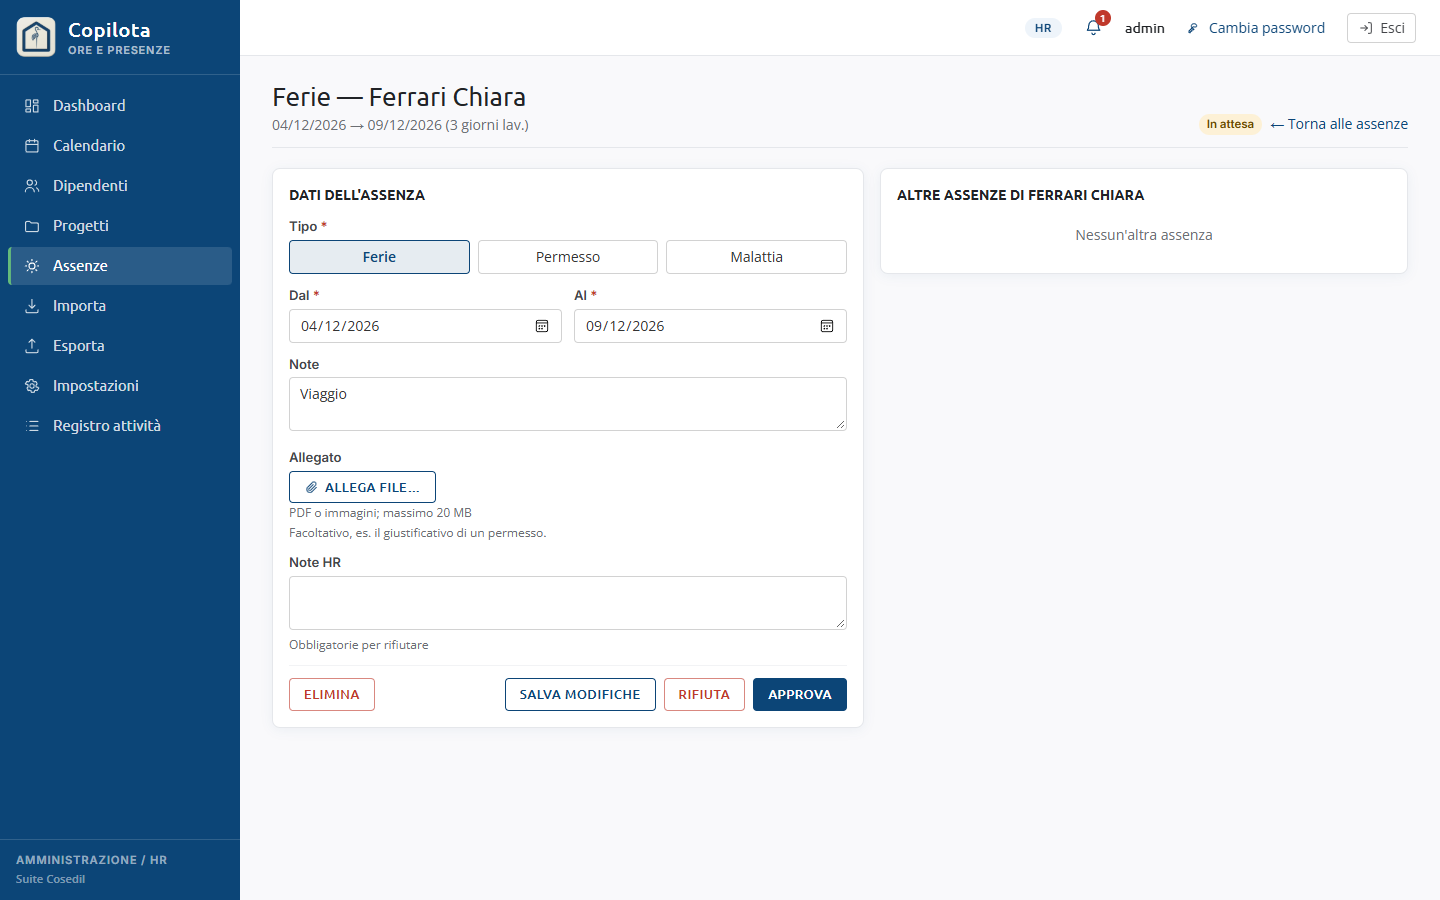 Copilota
ORE E PRESENZE
HR
1
admin
Cambia password
Esci
Dashboard
Calendario
Dipendenti
Progetti
Assenze
Importa
Esporta
Impostazioni
Registro attività
AMMINISTRAZIONE / HR
Suite Cosedil
Ferie — Ferrari Chiara
04/12/2026 → 09/12/2026 (3 giorni lav.)
In attesa
← Torna alle assenze
DATI DELL'ASSENZA
Tipo *
Ferie
Permesso
Malattia
Dal *
Al *
04/12/2026
09/12/2026
Note
Viaggio
Allegato
ALLEGA FILE...
PDF o immagini; massimo 20 MB
Facoltativo, es. il giustificativo di un permesso.
Note HR
Obbligatorie per rifiutare
ELIMINA
SALVA MODIFICHE
RIFIUTA
APPROVA
ALTRE ASSENZE DI FERRARI CHIARA
Nessun'altra assenza